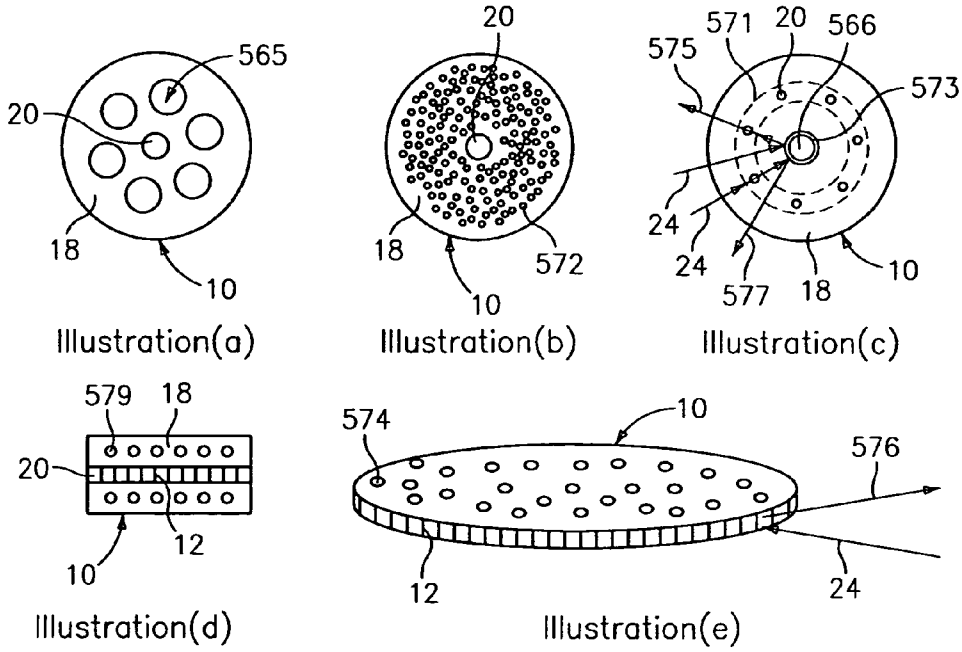 20 565 18 10
Illustration(a)
20 18 10 572
Illustration(b)
575 571 20 566 573 24 24 577 18 10
Illustration(c)
579 18 20 10 12
Illustration(d)
574 10 576 12 24
Illustration(e)